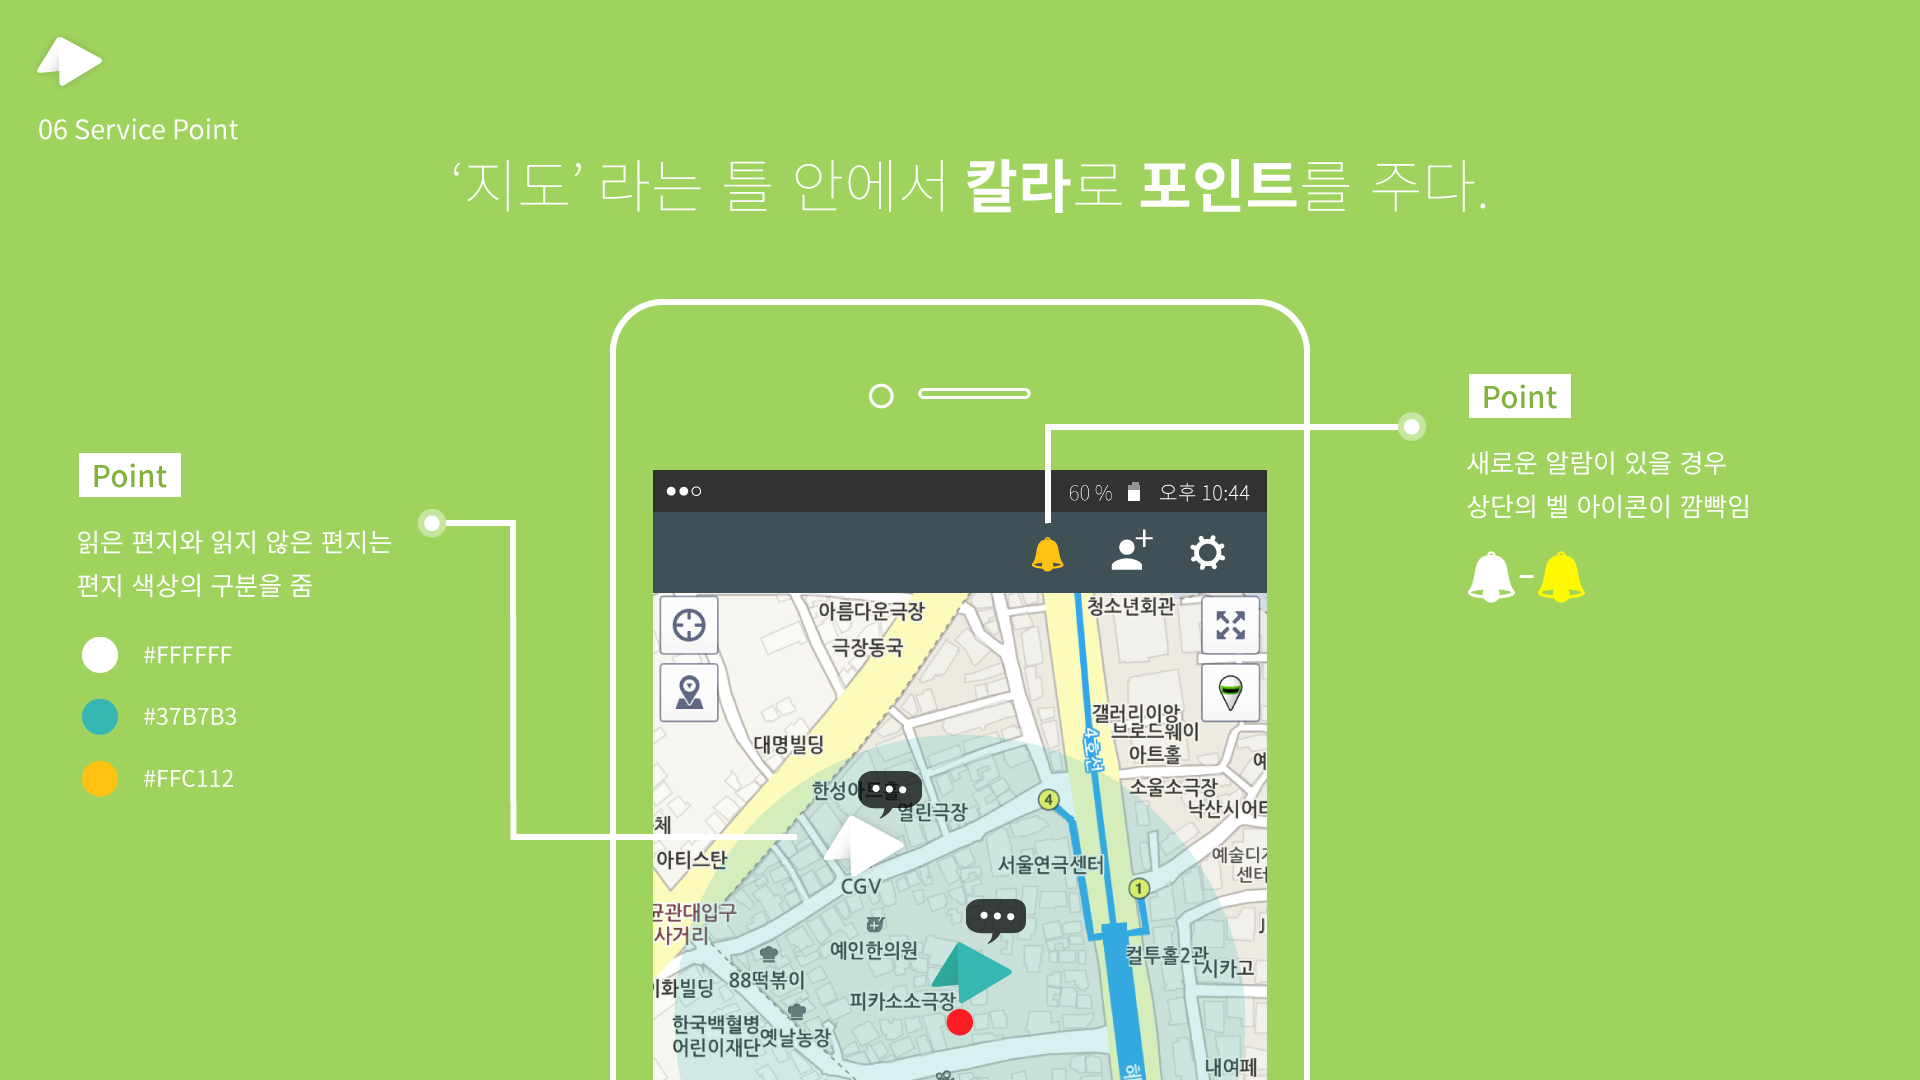 06 Service Point
‘지도’ 라는 틀 안에서 칼라로 포인트를 주다.
Point
읽은 편지와 읽지 않은 편지는
편지 색상의 구분을 줌
#FFFFFF
#37B7B3
#FFC112
Point
새로운 알람이 있을 경우
상단의 벨 아이콘이 깜빡임
60 % 오후 10:44
아름다운극장
극장동국
청소년회관
갤러리이앙
브로드웨이
아트홀
대명빌딩
4호선
소울소극장
낙산시어터
한성아트홀
열린극장
4
체
아티스탄
서울연극센터
예술디자
센터
CGV
1
균관대입구
사거리
예인한의원
컬투홀2관
시카고
88떡볶이
이화빌딩
피카소소극장
한국백혈병
어린이재단
옛날농장
내여페
혜